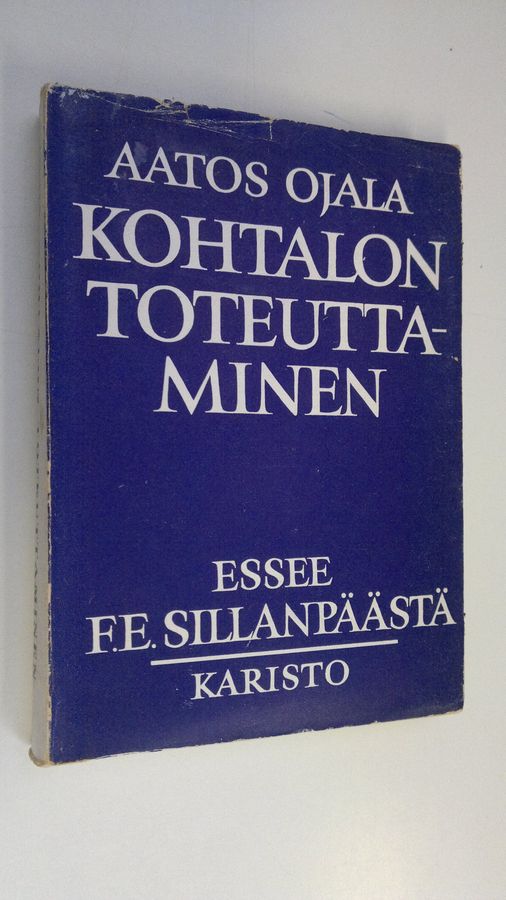 AATOS OJALA
KOHTALON
TOTEUTTA-
MINEN
ESSEE
F.E. SILLANPÄÄSTÄ
KARISTO